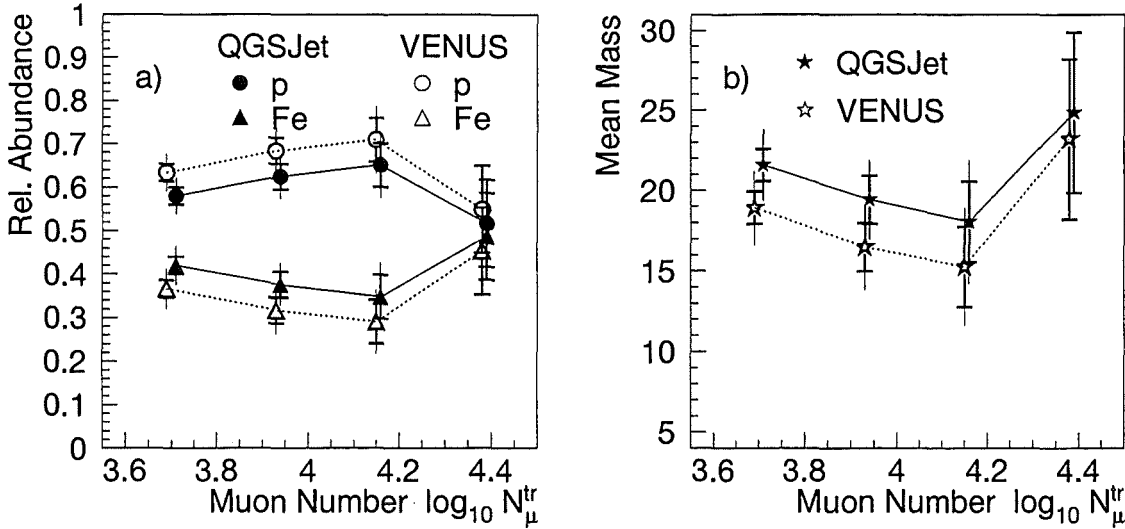 Rel. Abundance
1
0.9
0.8
0.7
0.6
0.5
0.4
0.3
0.2
0.1
0
a)
QGSJet VENUS
p p
Fe Fe
3.6 3.8 4 4.2 4.4
Muon Number log10 Nμtr
Mean Mass
30
25
20
15
10
5
b)
QGSJet
VENUS
3.6 3.8 4 4.2 4.4
Muon Number log10 Nμtr